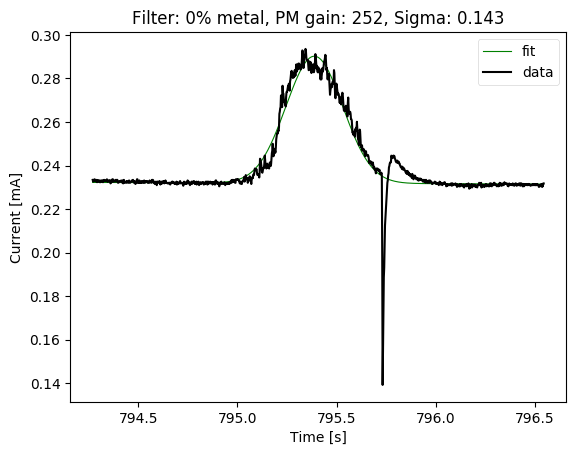 Filter: 0% metal, PM gain: 252, Sigma: 0.143
fit
data
0.30
0.28
0.26
0.24
0.22
0.20
0.18
0.16
0.14
Current [mA]
794.5 795.0 795.5 796.0 796.5
Time [s]